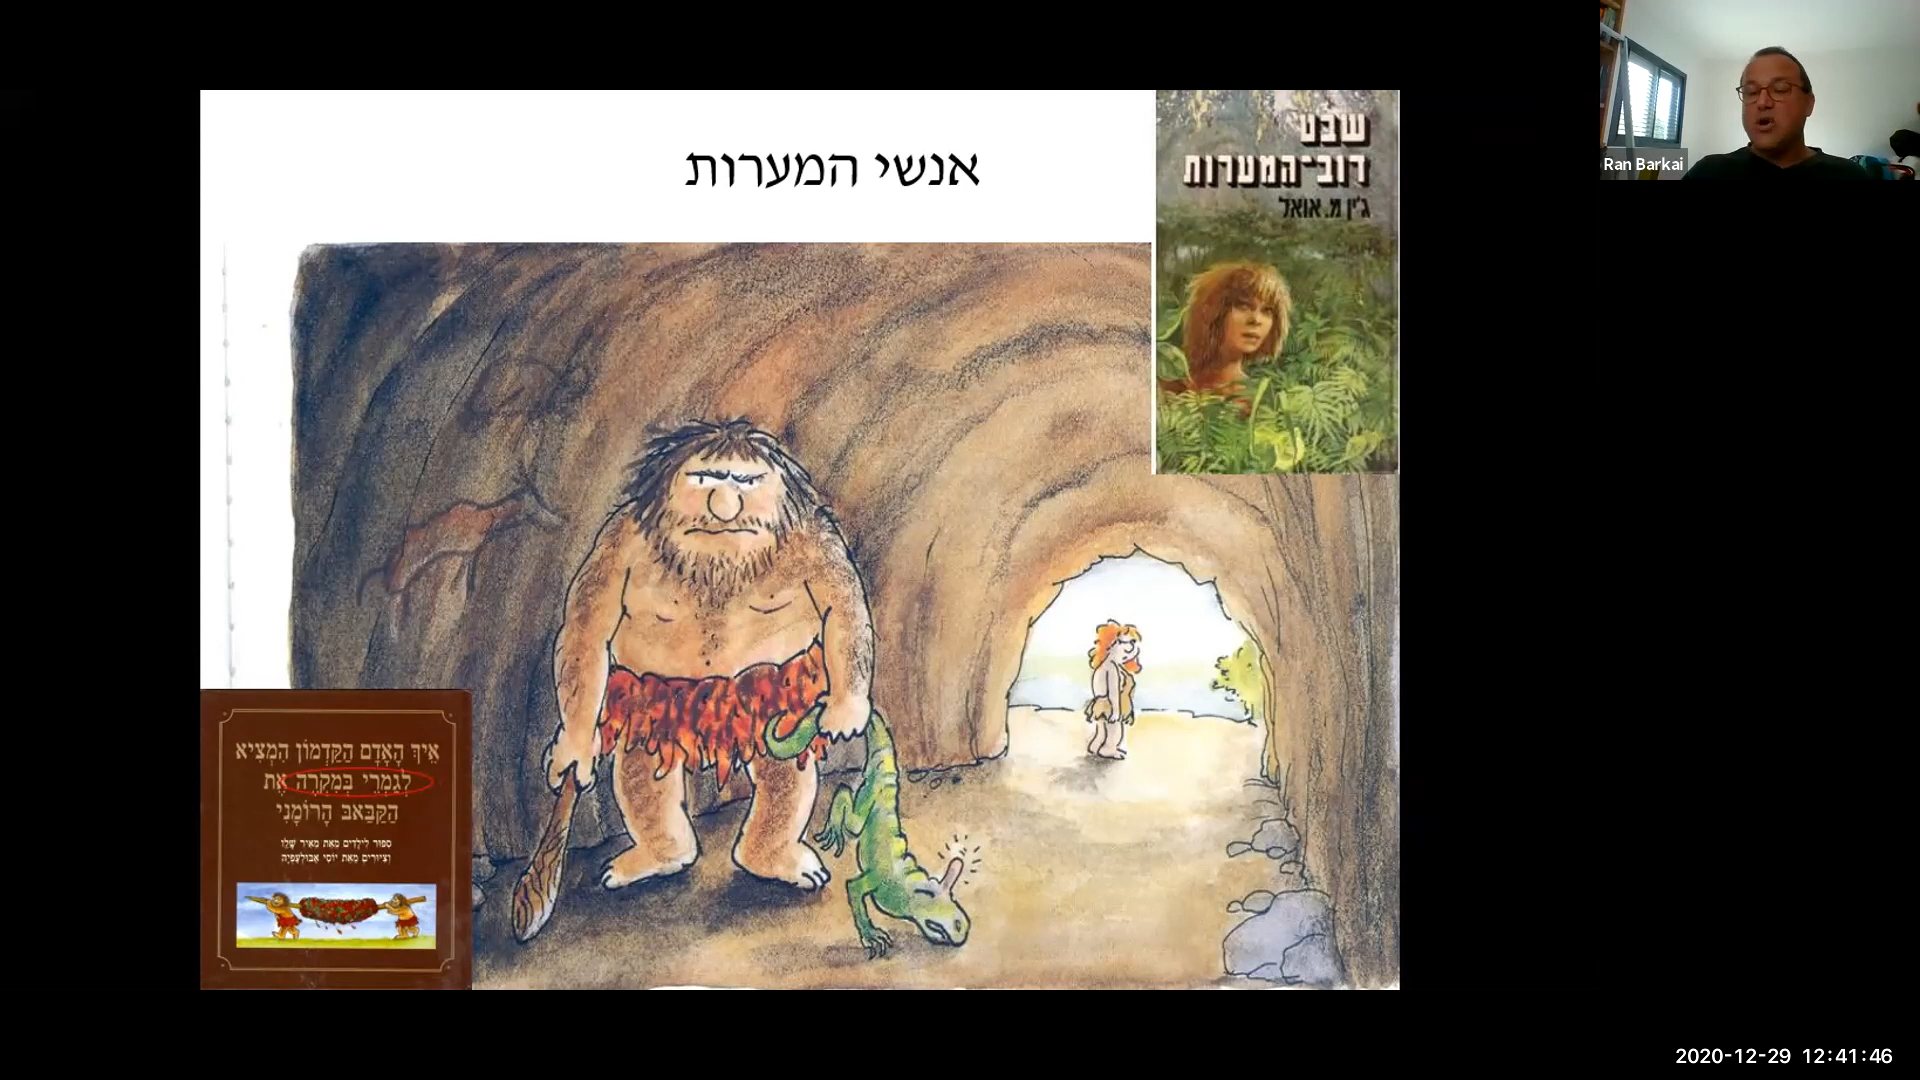 אנשי המערות
שבט
דוב־המערות
ג'ין מ. אואל
אֵיךְ הָאָדָם הַקַּדְמוֹן הִמְצִיא
לְגַמְרֵי בְּמִקְרֶה אֶת
הַקַּבַּאבּ הָרוֹמָנִי
ספור לילדים מאת מאיר שלו
וציורים מאת יוסי אבולעפיה
Ran Barkai
2020-12-29 12:41:46